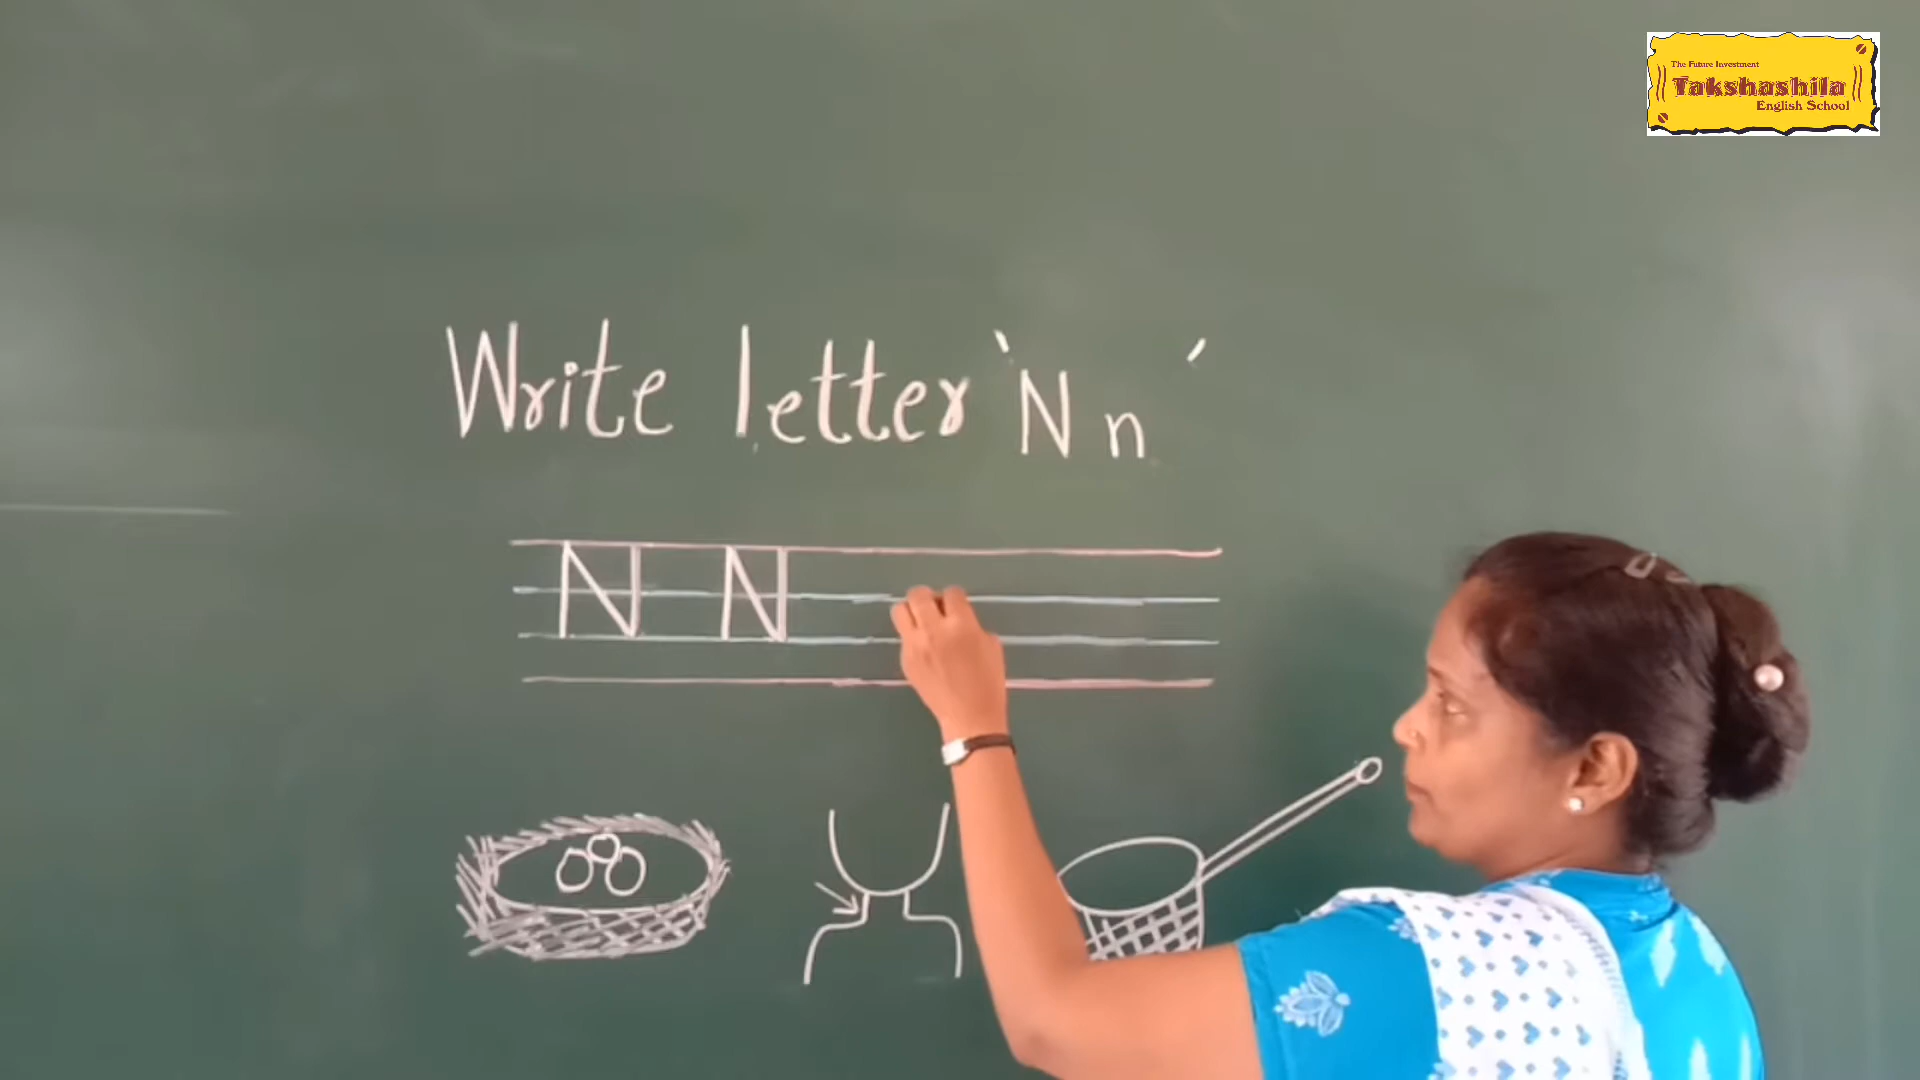 The Future Investment
Takshashila
English School
Write letter 'N n '
N N